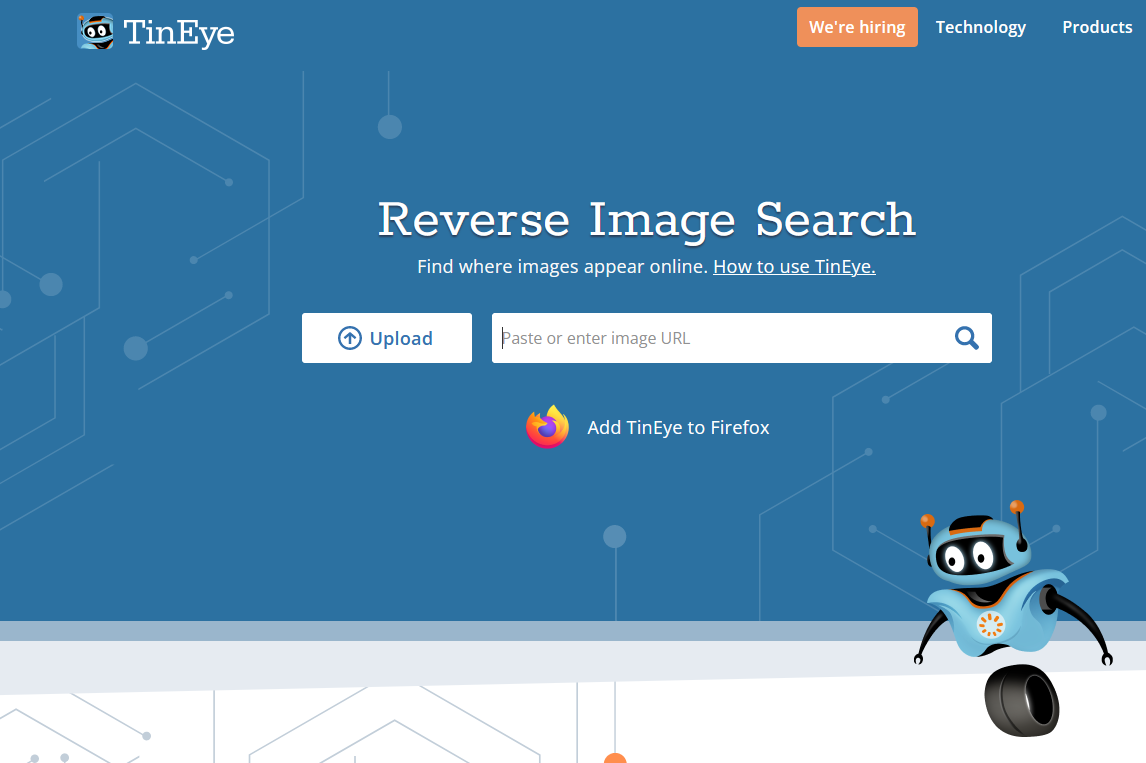 TinEye
We're hiring
Technology
Products
Reverse Image Search
Find where images appear online. How to use TinEye.
Upload
Paste or enter image URL
Add TinEye to Firefox